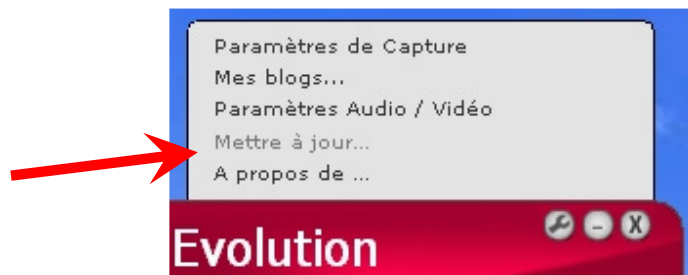 Paramètres de Capture
Mes blogs...
Paramètres Audio / Vidéo
Mettre à jour...
A propos de ...
Evolution